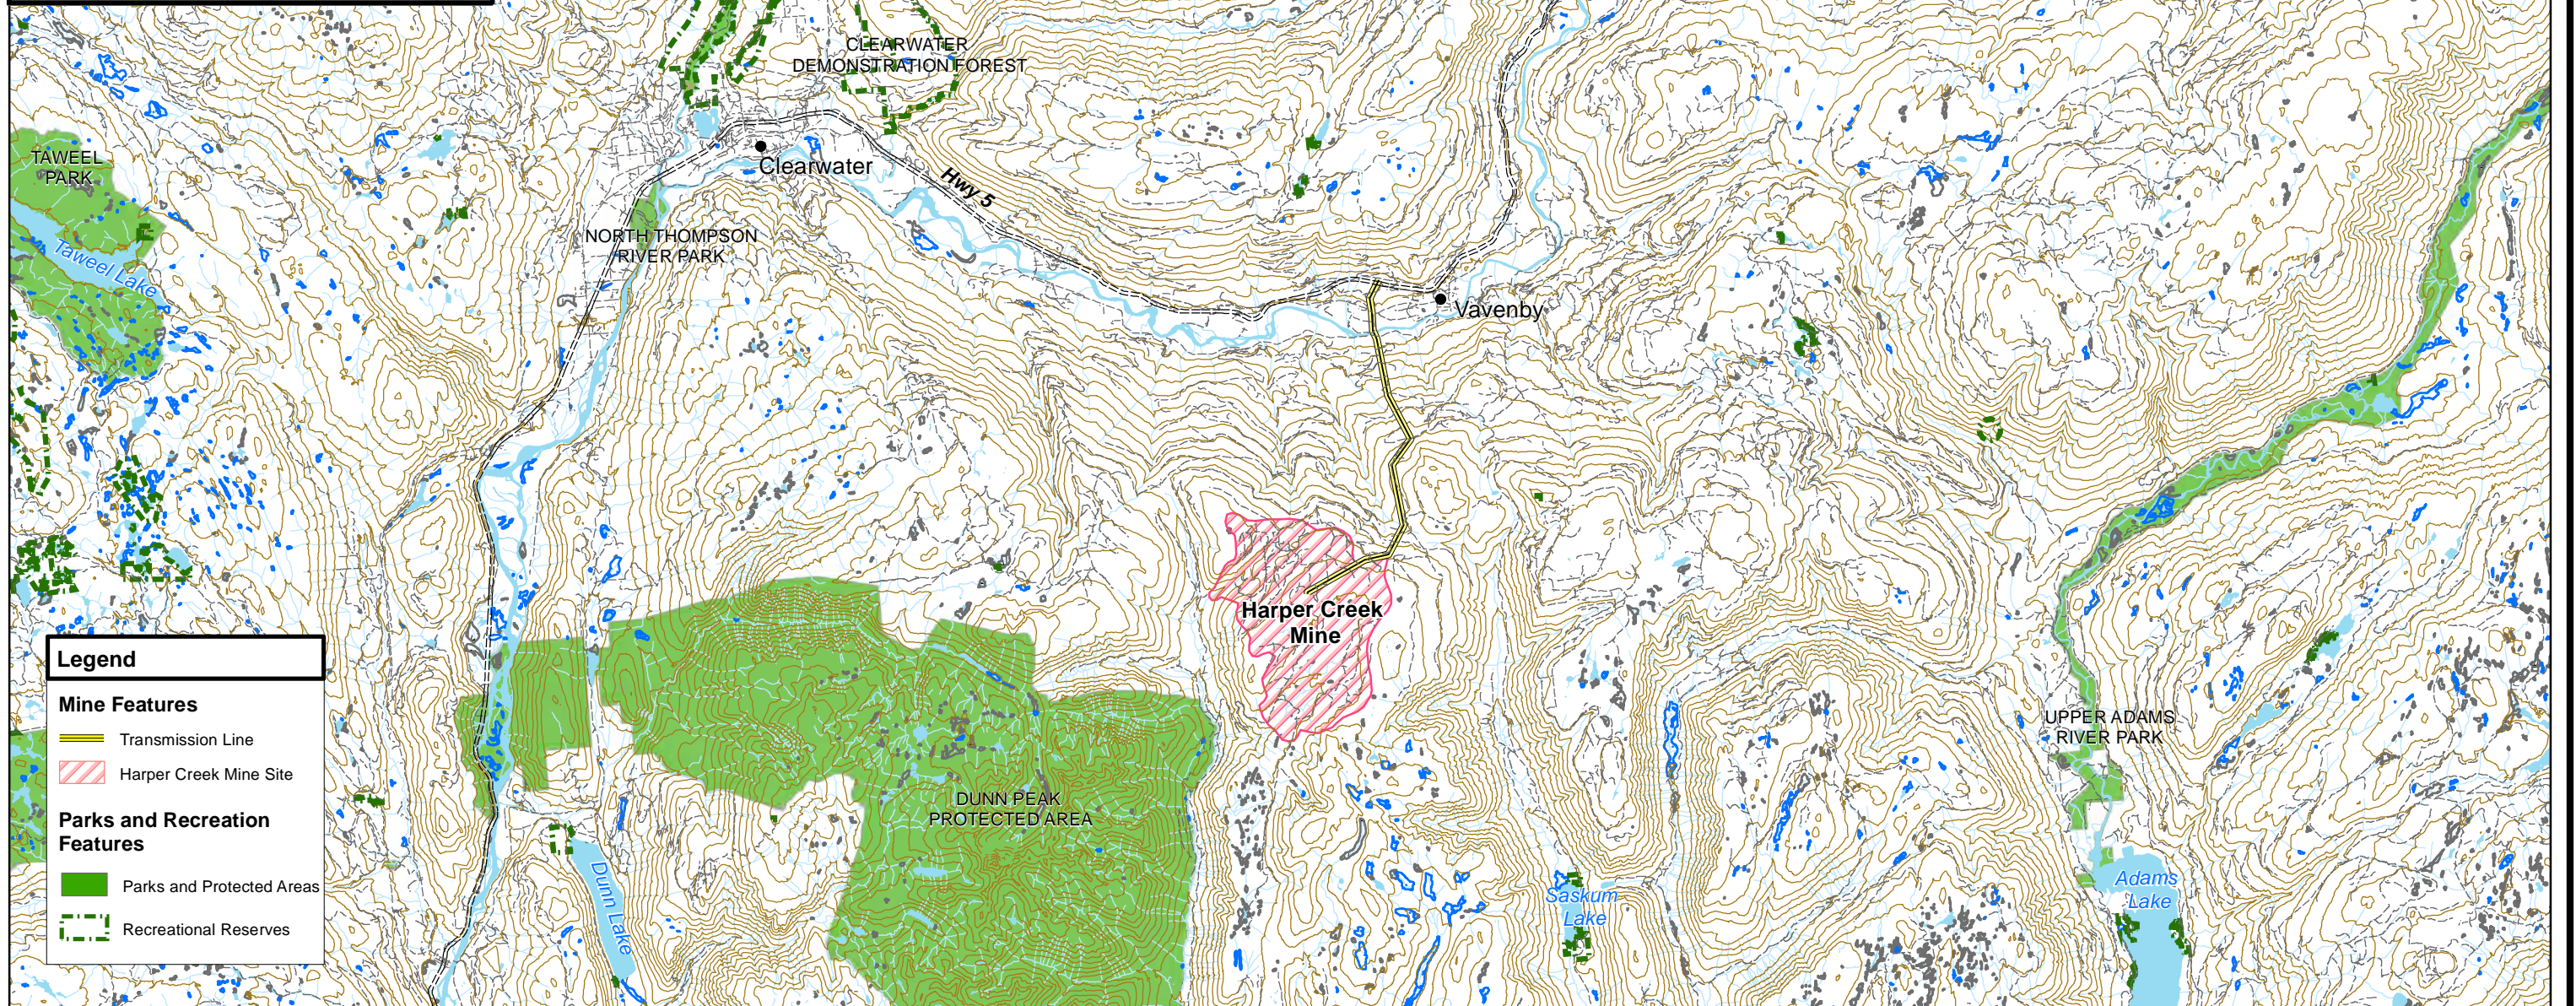 CLEARWATER
DEMONSTRATION FOREST
TAWEEL
PARK
Clearwater
Hwy 5
NORTH THOMPSON
RIVER PARK
Taweel Lake
Vavenby
Harper Creek
Mine
Legend
Mine Features
Transmission Line
Harper Creek Mine Site
Parks and Recreation
Features
Parks and Protected Areas
Recreational Reserves
UPPER ADAMS
RIVER PARK
DUNN PEAK
PROTECTED AREA
Dunn Lake
Saskum
Lake
Adams
Lake